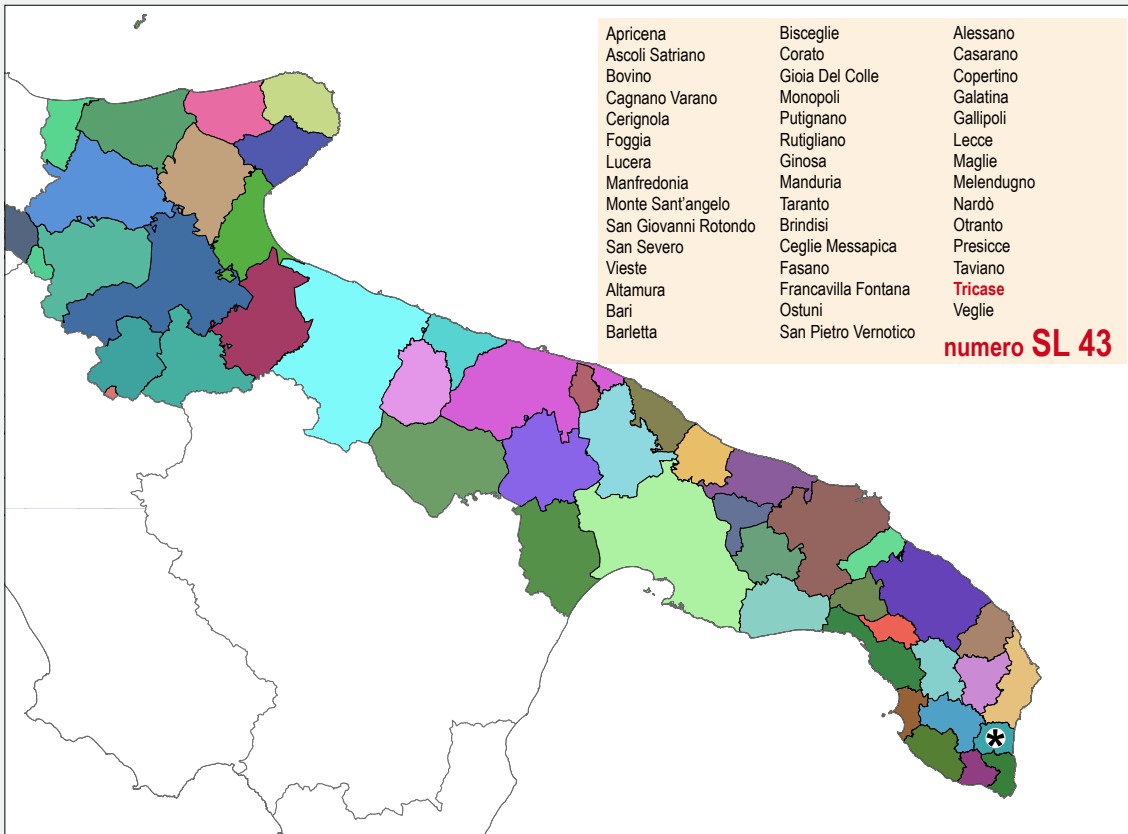 Apricena
Ascoli Satriano
Bovino
Cagnano Varano
Cerignola
Foggia
Lucera
Manfredonia
Monte Sant'angelo
San Giovanni Rotondo
San Severo
Vieste
Altamura
Bari
Barletta
Bisceglie
Corato
Gioia Del Colle
Monopoli
Putignano
Rutigliano
Ginosa
Manduria
Taranto
Brindisi
Ceglie Messapica
Fasano
Francavilla Fontana
Ostuni
San Pietro Vernotico
Alessano
Casarano
Copertino
Galatina
Gallipoli
Lecce
Maglie
Melendugno
Nardò
Otranto
Presicce
Taviano
Tricase
Veglie
numero SL 43
*